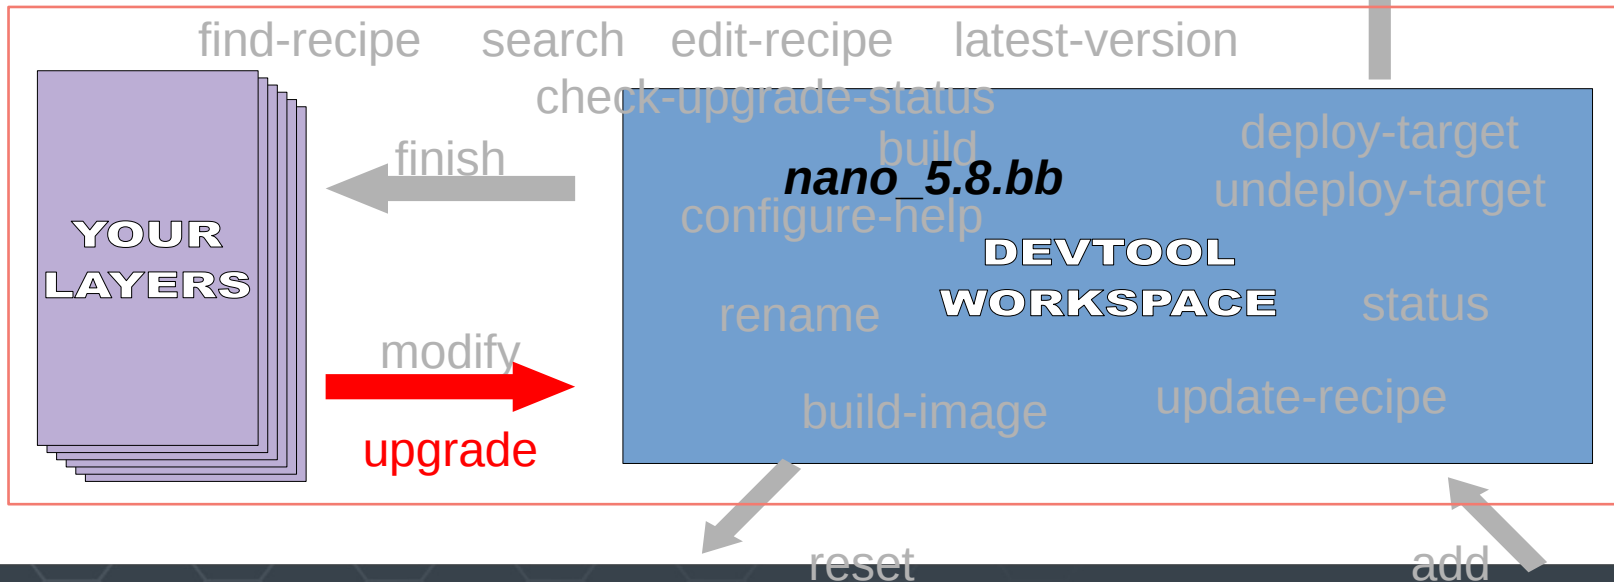 find-recipe search edit-recipe latest-version
check-upgrade-status
build
deploy-target
finish
nano_5.8.bb
undeploy-target
configure-help
YOUR
LAYERS
DEVTOOL
WORKSPACE
rename
status
modify
build-image
update-recipe
upgrade
reset
add